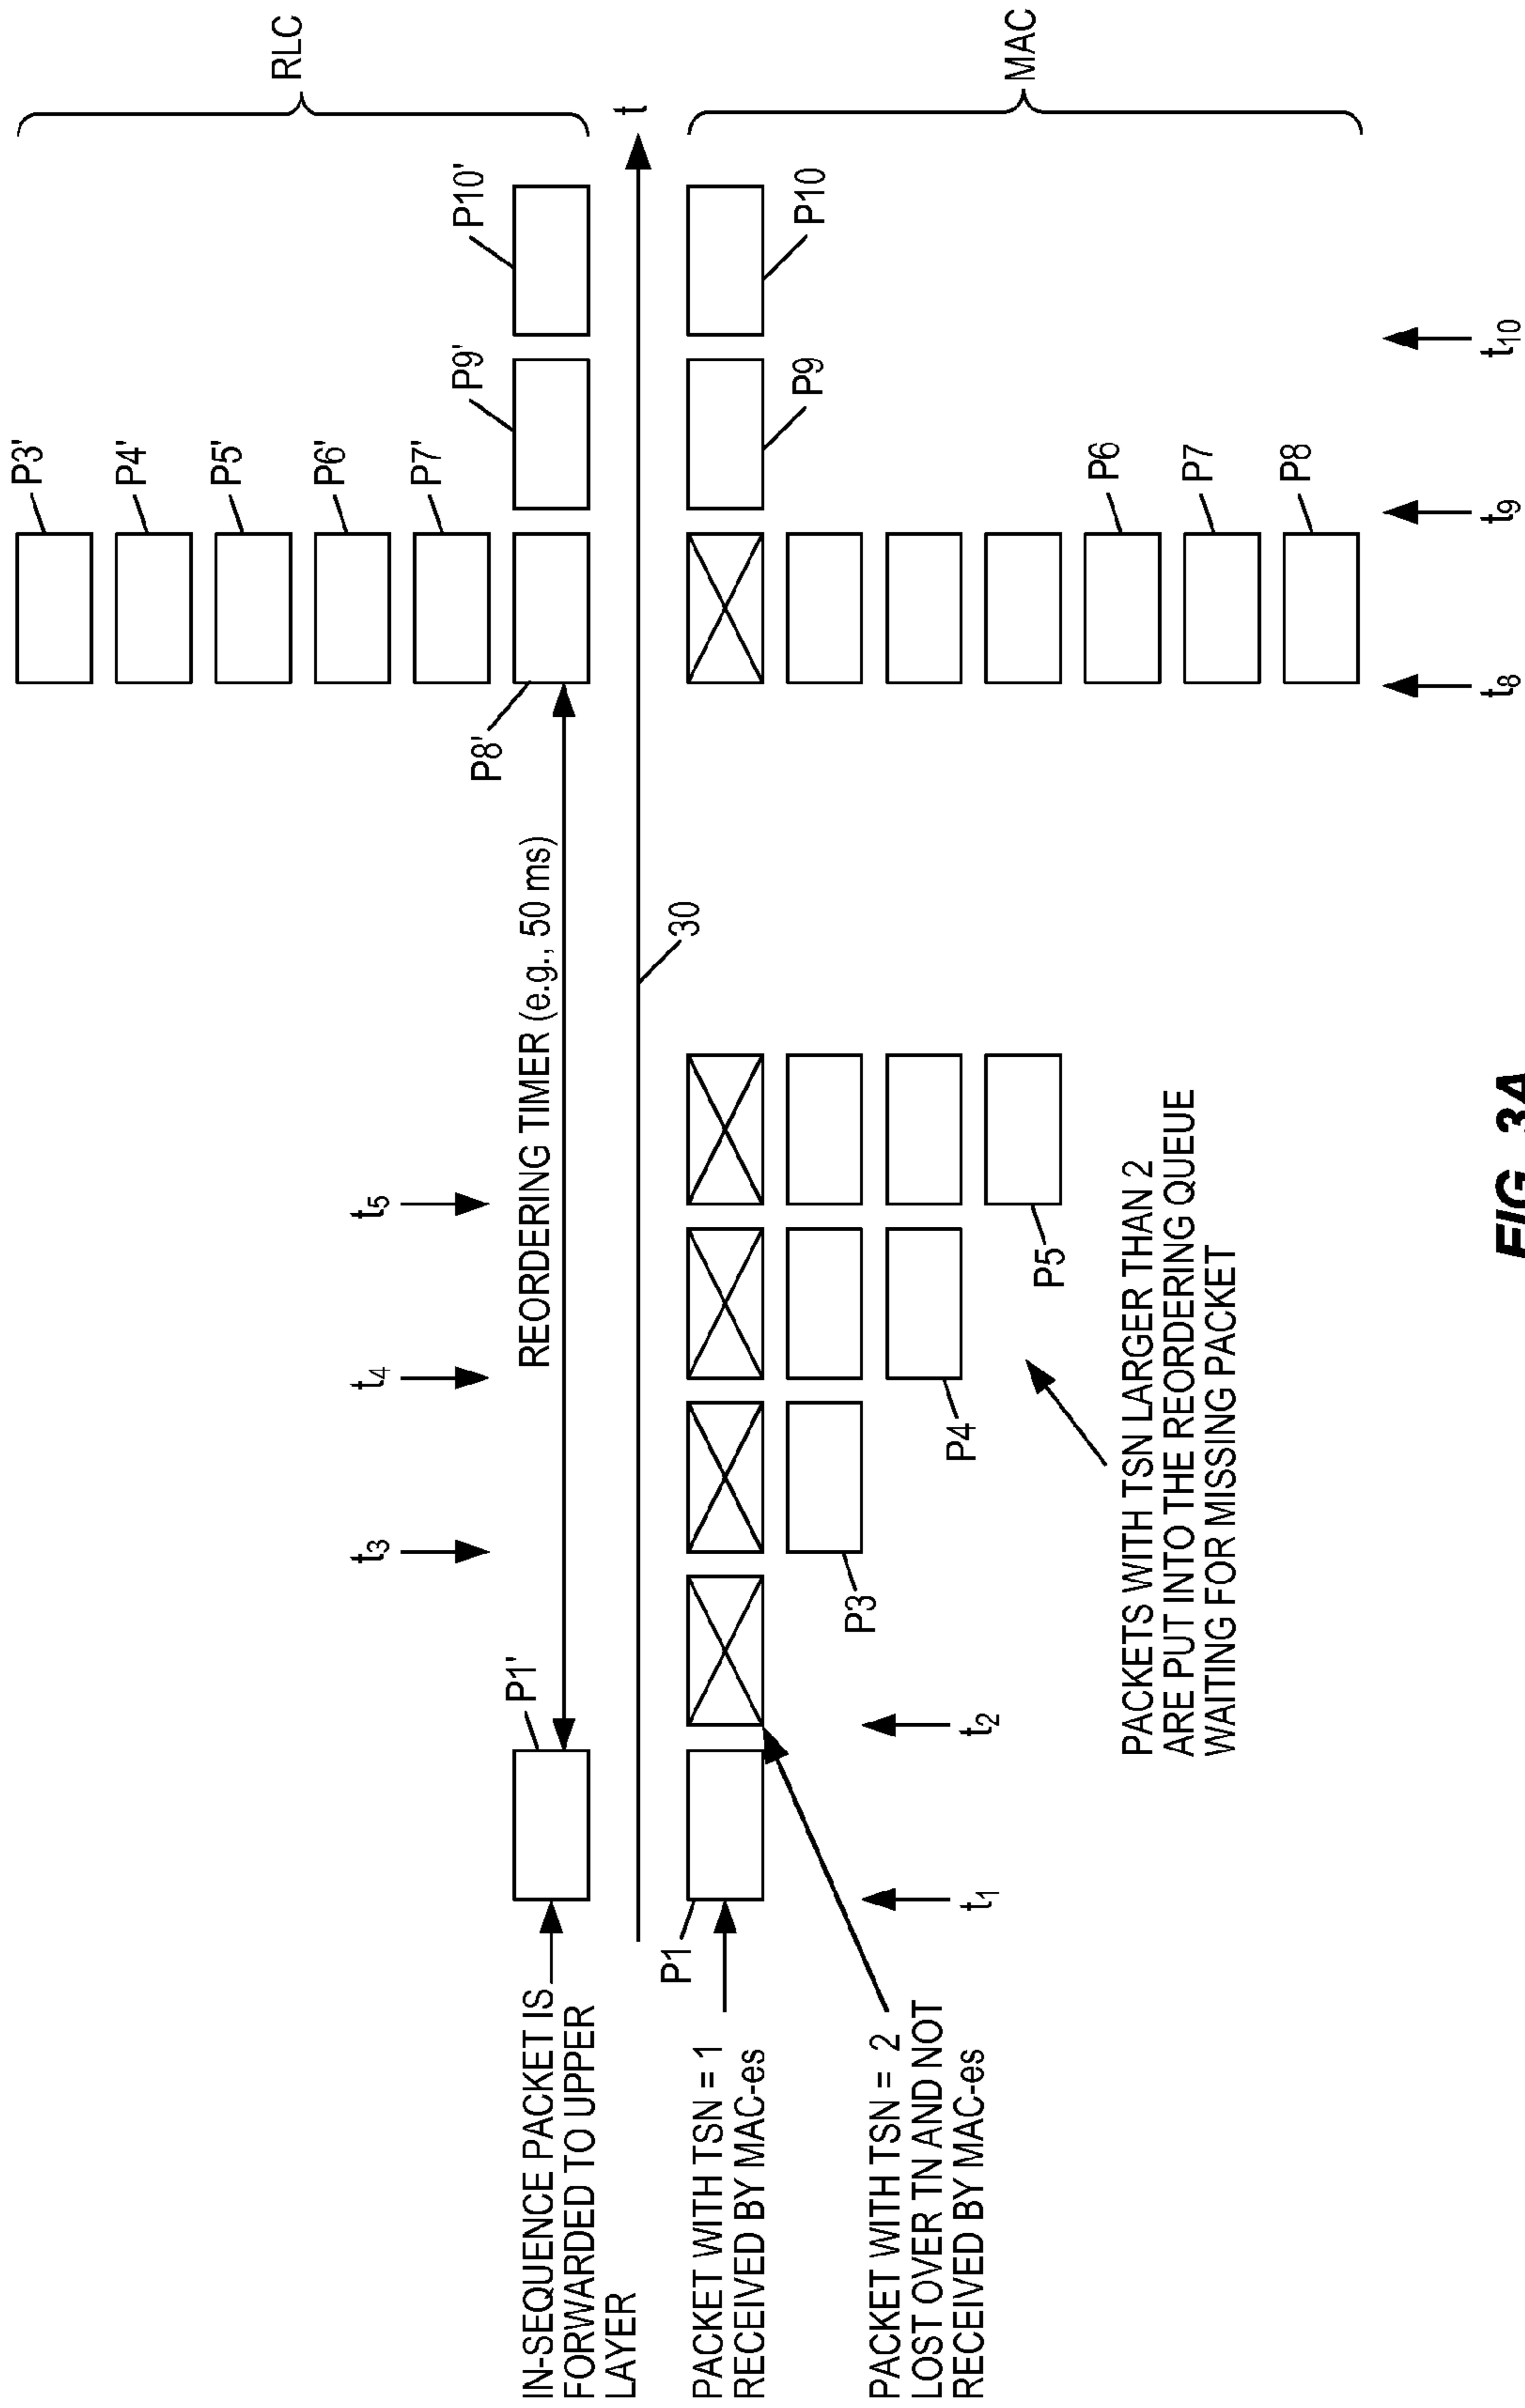 P3'
P4'
P5'
P6'
P7'
RLC
t3
t4
t5
P8'
P9'
P10'
IN-SEQUENCE PACKET IS
FORWARDED TO UPPER
LAYER
P1'
REORDERING TIMER (e.g., 50 ms)
t
30
P1
PACKET WITH TSN = 1
RECEIVED BY MAC-es
P9
P10
MAC
PACKET WITH TSN = 2
LOST OVER TN AND NOT
RECEIVED BY MAC-es
t1
t2
P3
P4
P5
P6
P7
P8
PACKETS WITH TSN LARGER THAN 2
ARE PUT INTO THE REORDERING QUEUE
WAITING FOR MISSING PACKET
t8
t9
t10
FIG. 3A